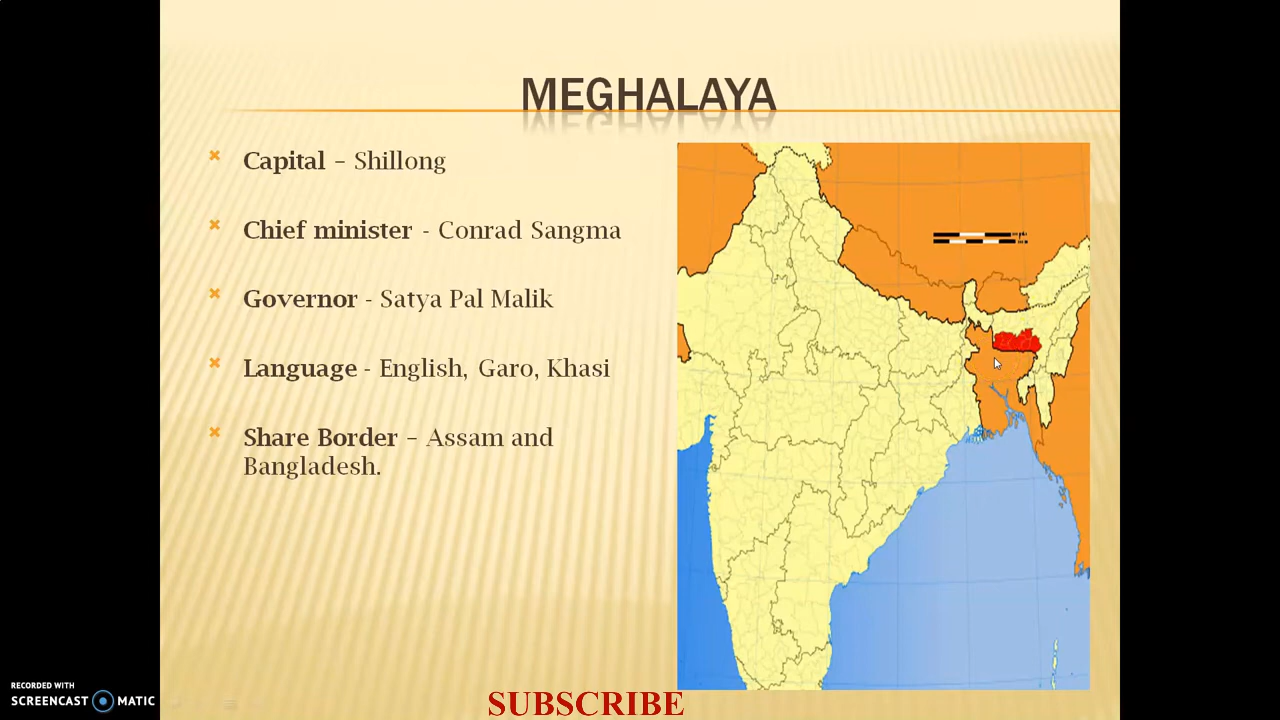 MEGHALAYA
Capital – Shillong
Chief minister - Conrad Sangma
Governor - Satya Pal Malik
Language - English, Garo, Khasi
Share Border – Assam and
Bangladesh.
RECORDED WITH
SCREENCAST MATIC
SUBSCRIBE